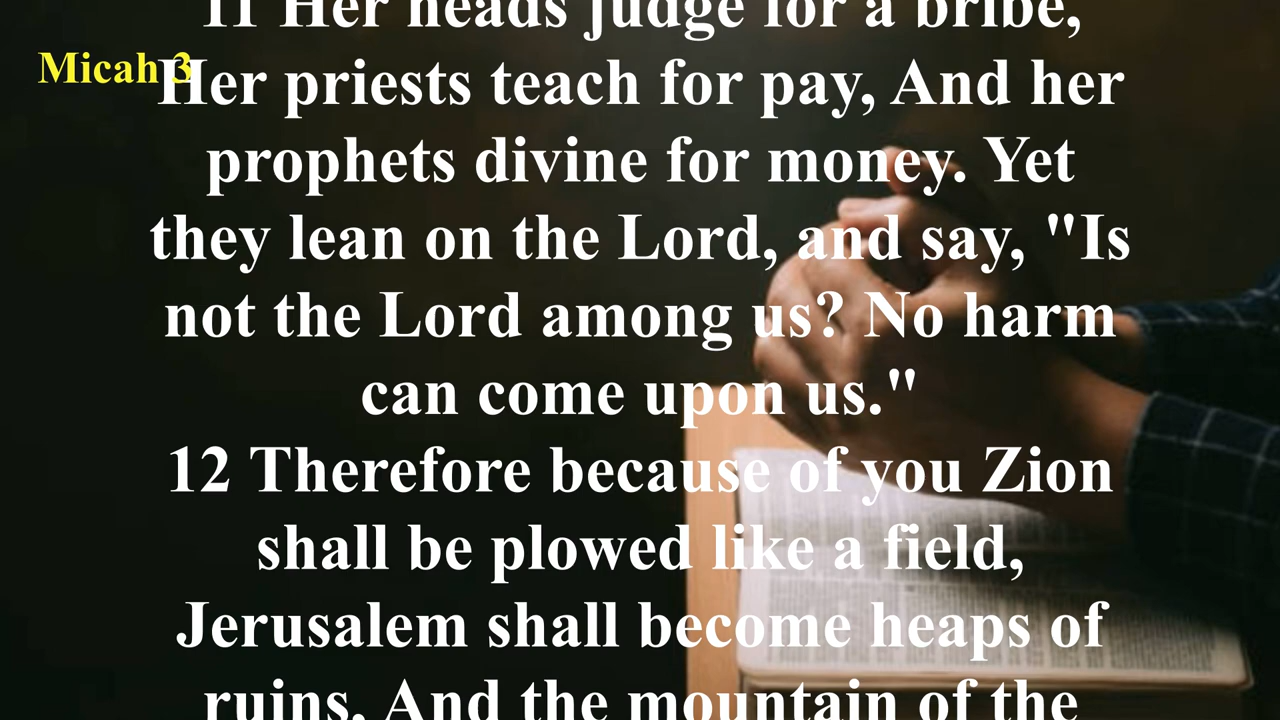 11 Her heads judge for a bribe,
Micah 3
Her priests teach for pay, And her
prophets divine for money. Yet
they lean on the Lord, and say, "Is
not the Lord among us? No harm
can come upon us."
12 Therefore because of you Zion
shall be plowed like a field,
Jerusalem shall become heaps of
ruins, And the mountain of the